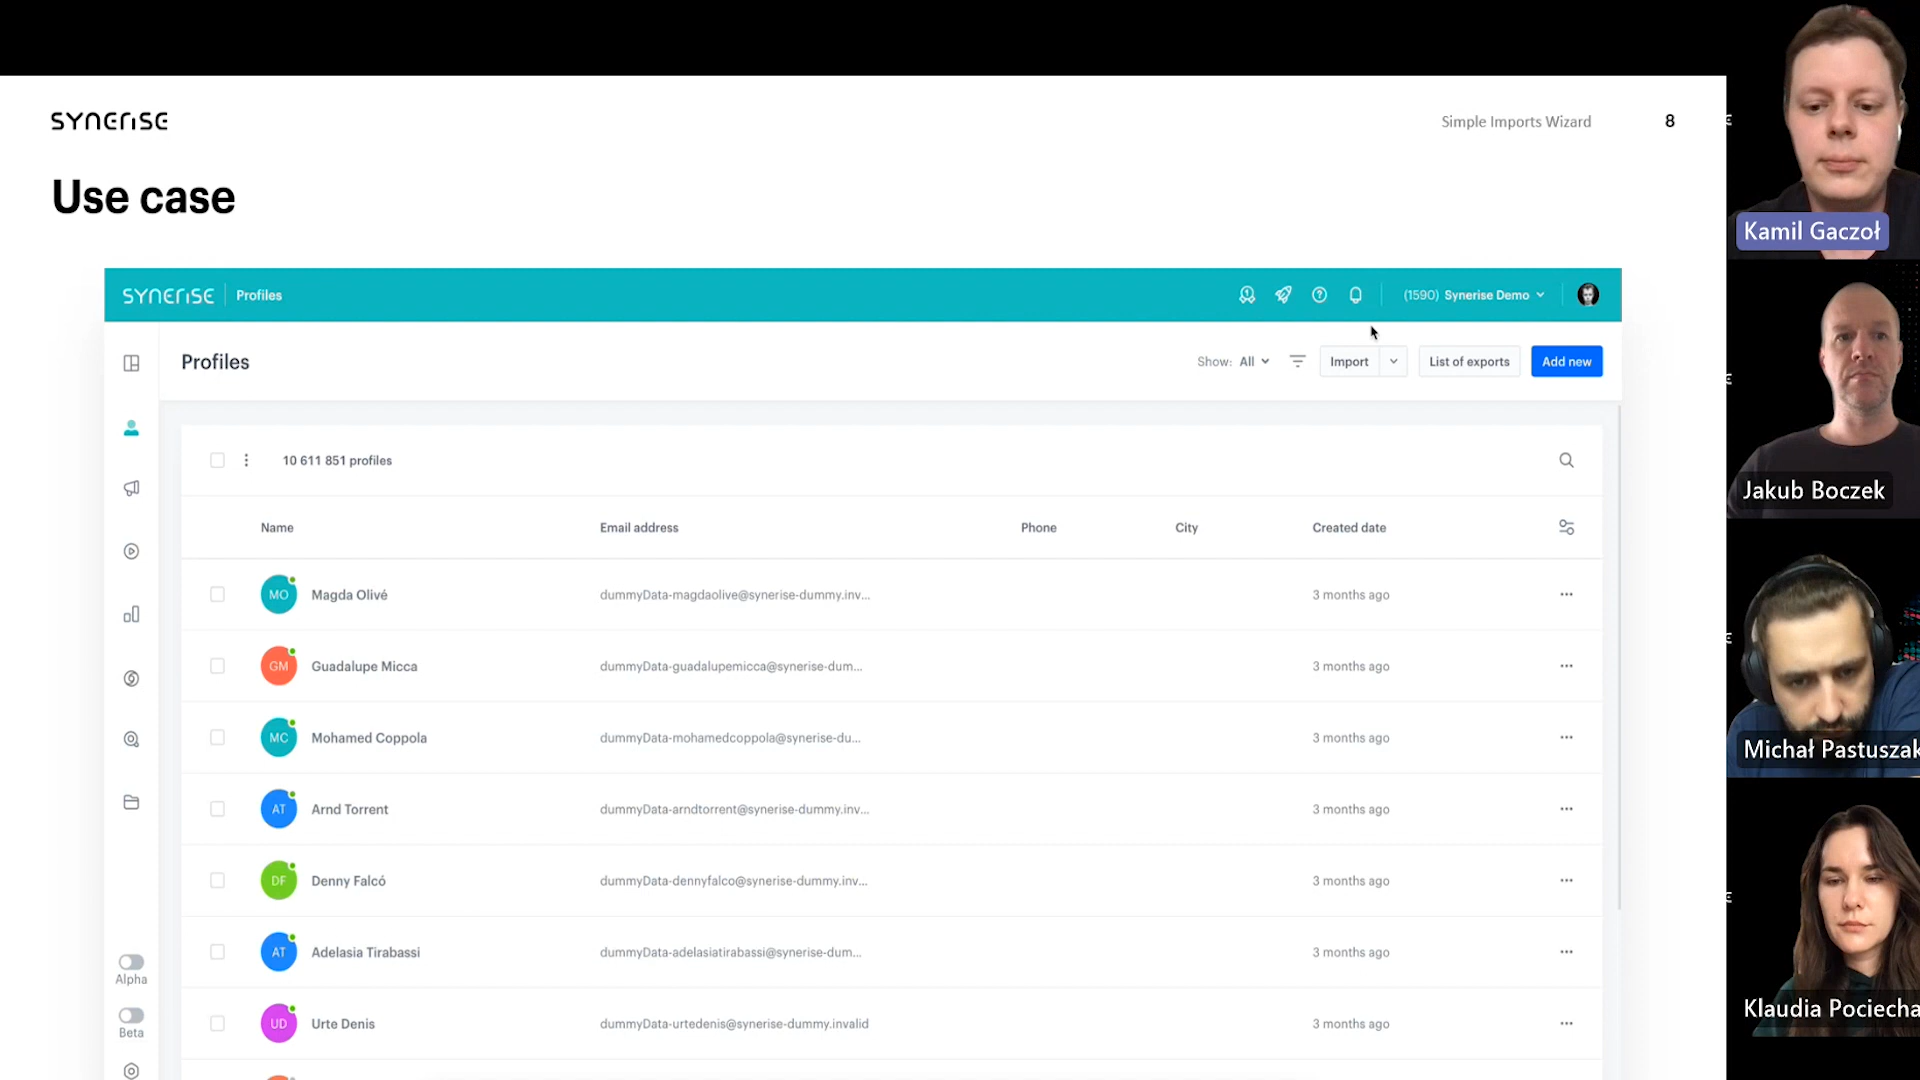 SYNERISE
Simple Imports Wizard
8
Use case
SYNERISE
Profiles
(1590) Synerise Demo
Profiles
Show: All
Import
List of exports
Add new
10 611 851 profiles
Name
Email address
Phone
City
Created date
MO
Magda Olivé
dummyData-magdaolive@synerise-dummy.inv...
3 months ago
GM
Guadalupe Micca
dummyData-guadalupemicca@synerise-dum...
3 months ago
MC
Mohamed Coppola
dummyData-mohamedcoppola@synerise-du...
3 months ago
AT
Arnd Torrent
dummyData-arndtorrent@synerise-dummy.inv...
3 months ago
DF
Denny Falcó
dummyData-dennyfalco@synerise-dummy.inv...
3 months ago
AT
Adelasia Tirabassi
dummyData-adelasiatirabassi@synerise-dum...
3 months ago
UD
Urte Denis
dummyData-urtedenis@synerise-dummy.invalid
3 months ago
Alpha
Beta
Kamil Gaczoł
Jakub Boczek
Michał Pastuszak
Klaudia Pociecha